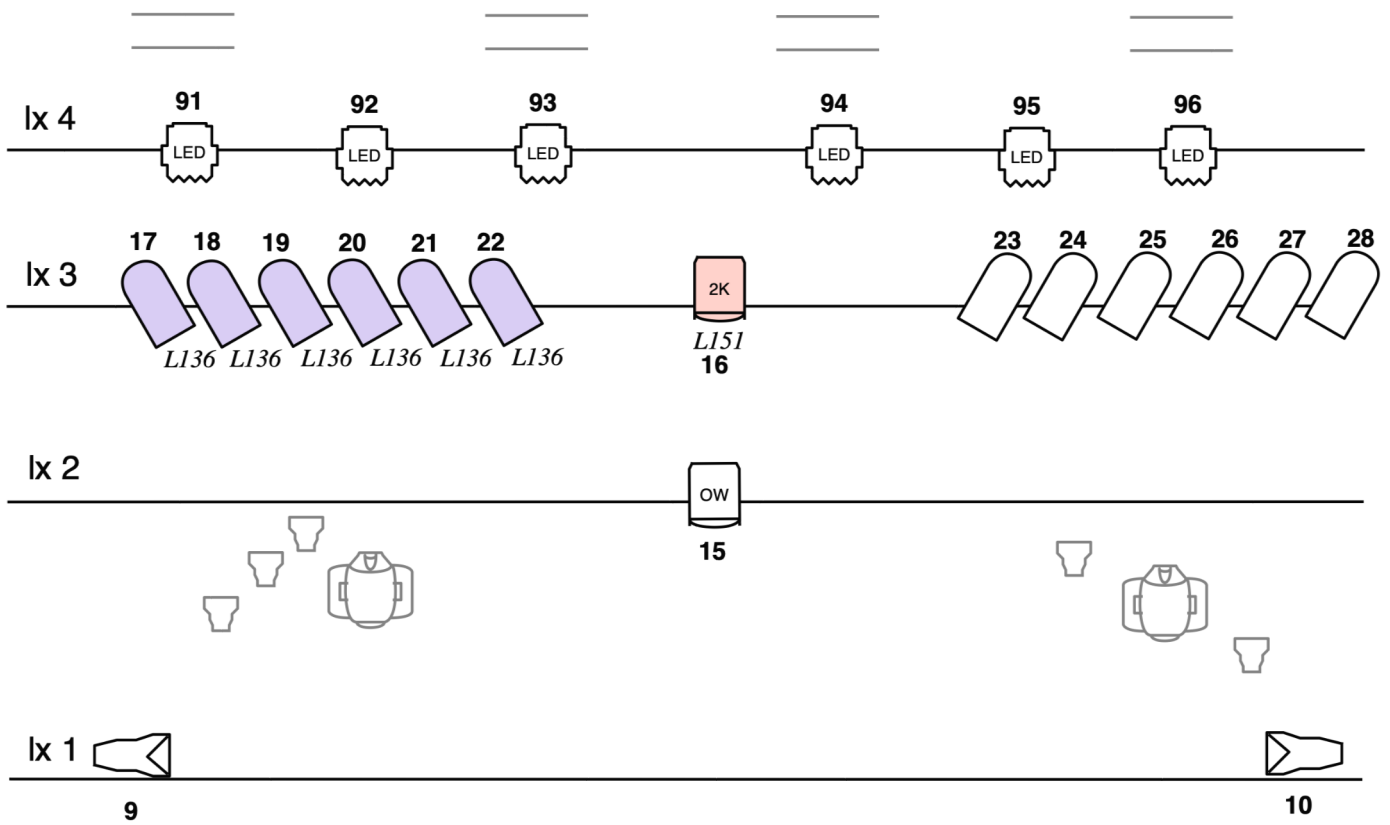 91 92 93 94 95 96
lx 4
LED LED LED LED LED LED
17 18 19 20 21 22 23 24 25 26 27 28
lx 3
2K
L136 L136 L136 L136 L136 L136 L151
16
lx 2
OW
15
lx 1
9 10